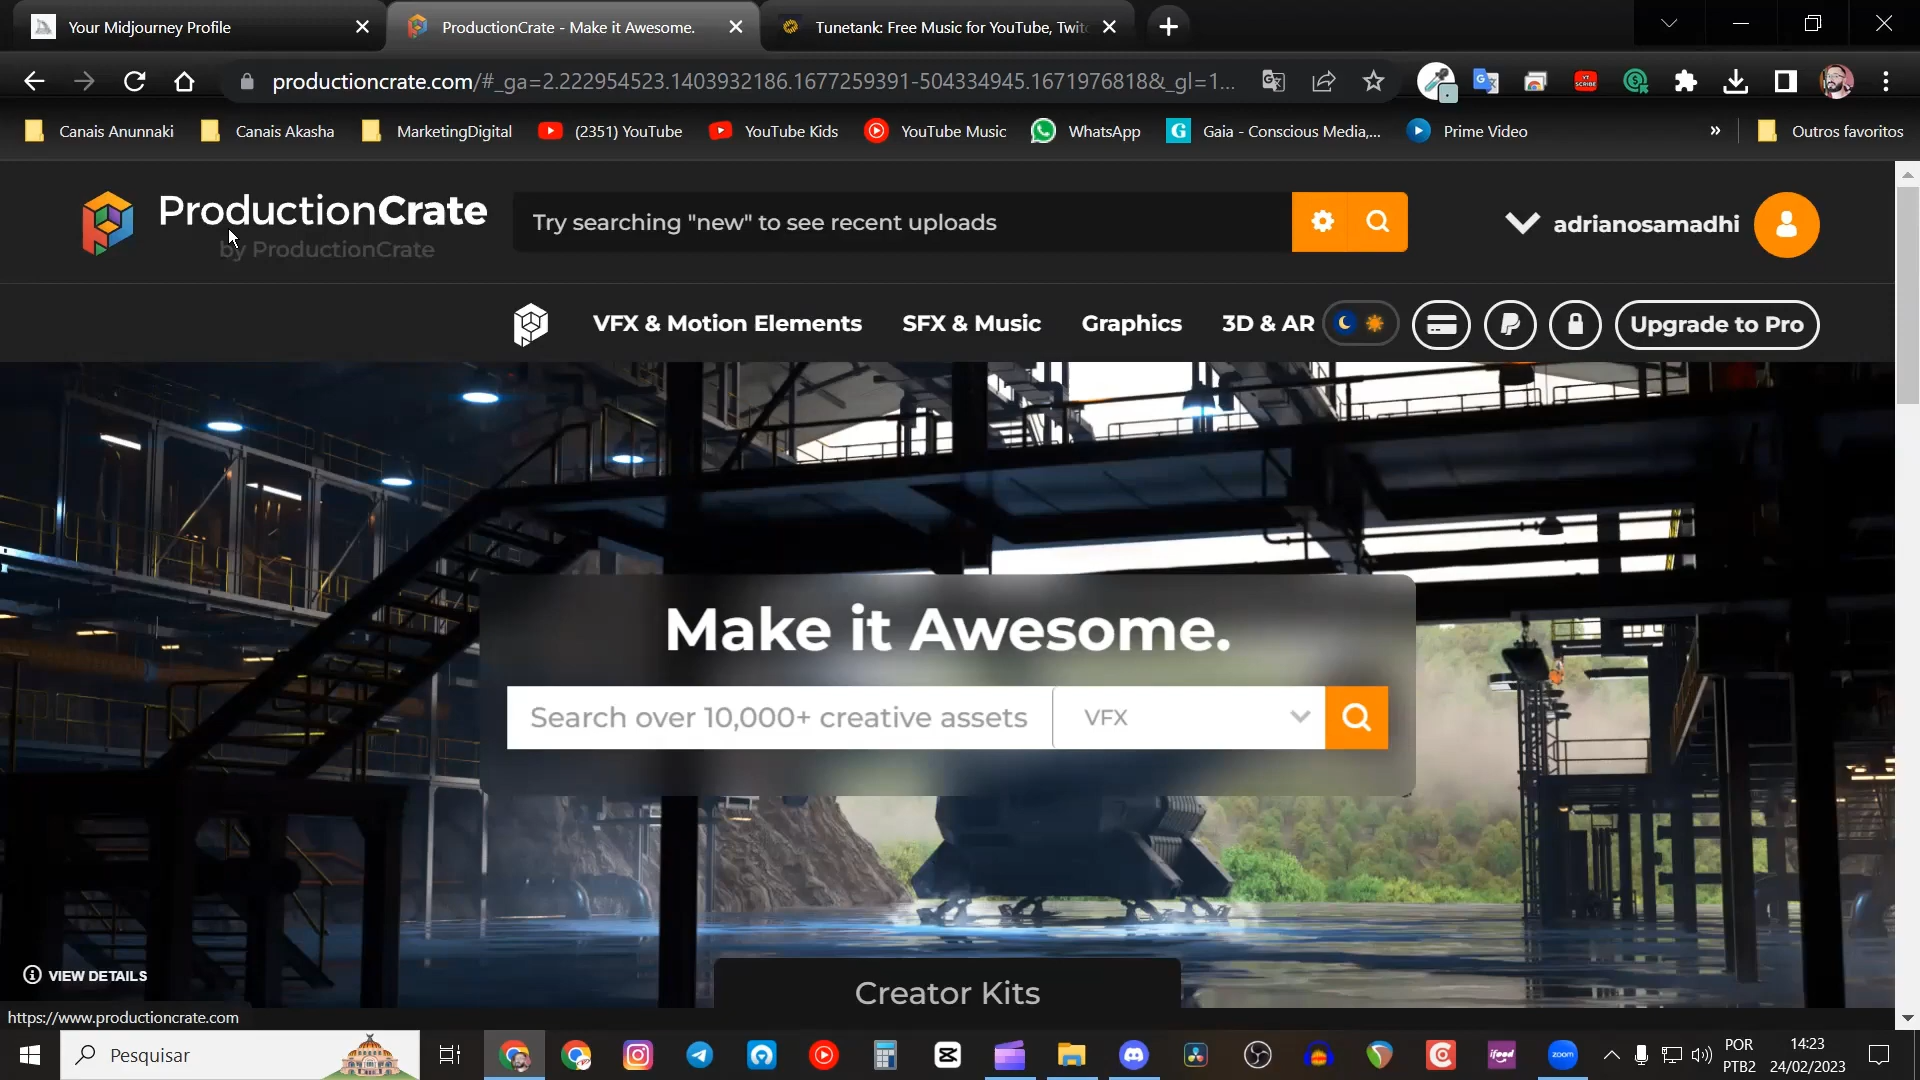 Your Midjourney Profile
ProductionCrate - Make it Awesome.
Tunetank: Free Music for YouTube, Twit
productioncrate.com/#_ga=2.222954523.1403932186.1677259391-504334945.1671976818&_gl=1...
Canais Anunnaki
Canais Akasha
MarketingDigital
(2351) YouTube
YouTube Kids
YouTube Music
WhatsApp
G
Gaia - Conscious Media,...
Prime Video
»
Outros favoritos
ProductionCrate
by ProductionCrate
Try searching "new" to see recent uploads
adrianosamadhi
VFX & Motion Elements
SFX & Music
Graphics
3D & AR
Upgrade to Pro
Make it Awesome.
Search over 10,000+ creative assets
VFX
VIEW DETAILS
Creator Kits
https://www.productioncrate.com
Pesquisar
ifood
zoom
POR
PTB2
14:23
24/02/2023